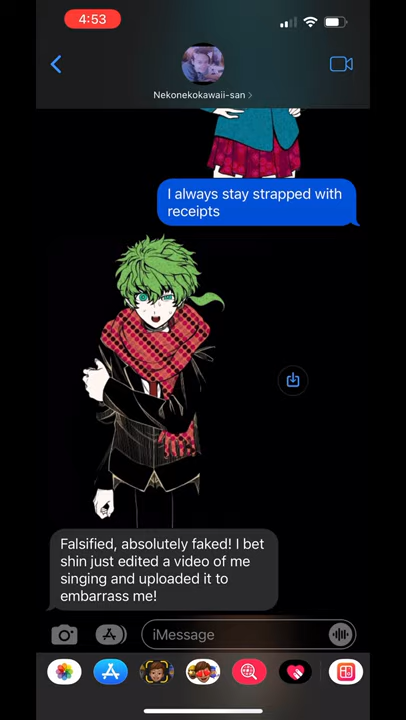 4:53
Nekonekokawaii-san >
I always stay strapped with
receipts
Falsified, absolutely faked! I bet
shin just edited a video of me
singing and uploaded it to
embarrass me!
iMessage